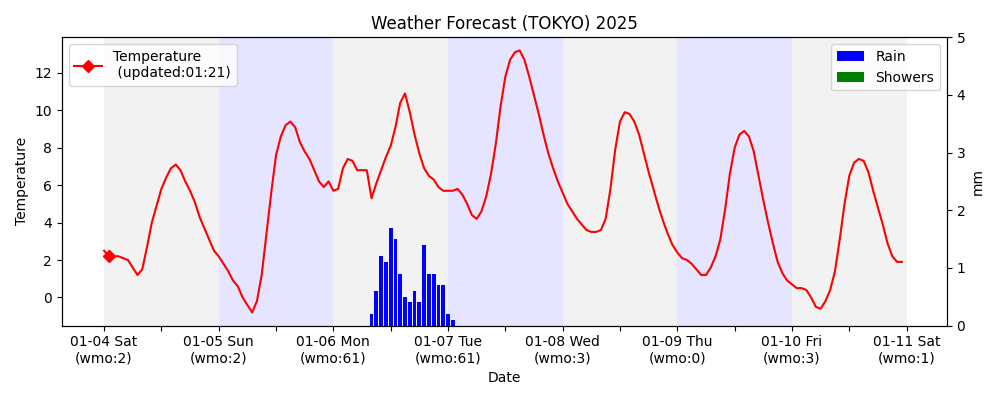 Weather Forecast (TOKYO) 2025
Temperature
(updated:01:21)
Rain
Showers
Temperature
12
10
8
6
4
2
0
5
4
3
2
1
0
mm
01-04 Sat
(wmo:2)
01-05 Sun
(wmo:2)
01-06 Mon
(wmo:61)
01-07 Tue
(wmo:61)
01-08 Wed
(wmo:3)
01-09 Thu
(wmo:0)
01-10 Fri
(wmo:3)
01-11 Sat
(wmo:1)
Date